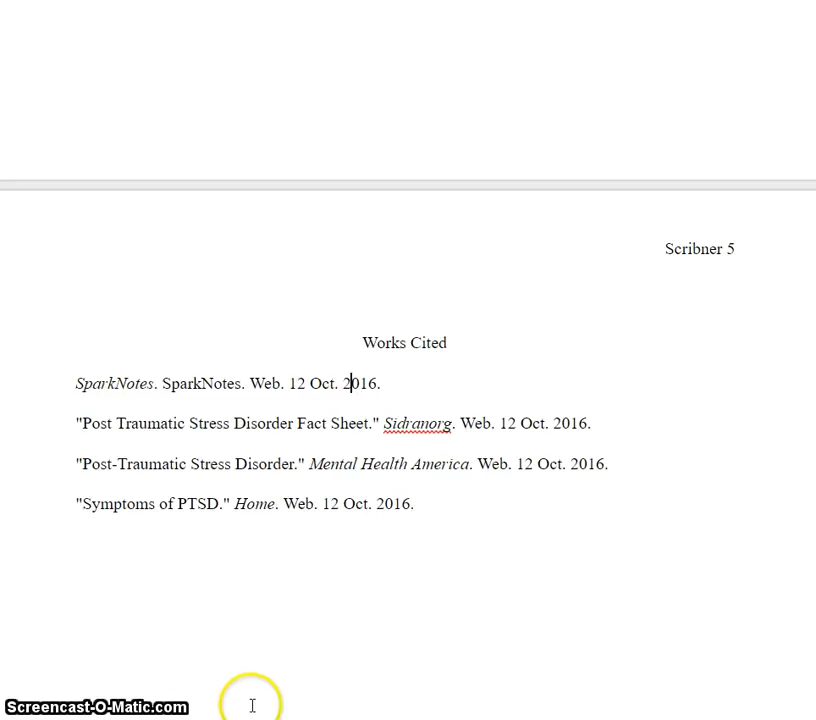 Scribner 5
Works Cited
SparkNotes. SparkNotes. Web. 12 Oct. 2016.
"Post Traumatic Stress Disorder Fact Sheet." Sidranorg. Web. 12 Oct. 2016.
"Post-Traumatic Stress Disorder." Mental Health America. Web. 12 Oct. 2016.
"Symptoms of PTSD." Home. Web. 12 Oct. 2016.
Screencast-O-Matic.com